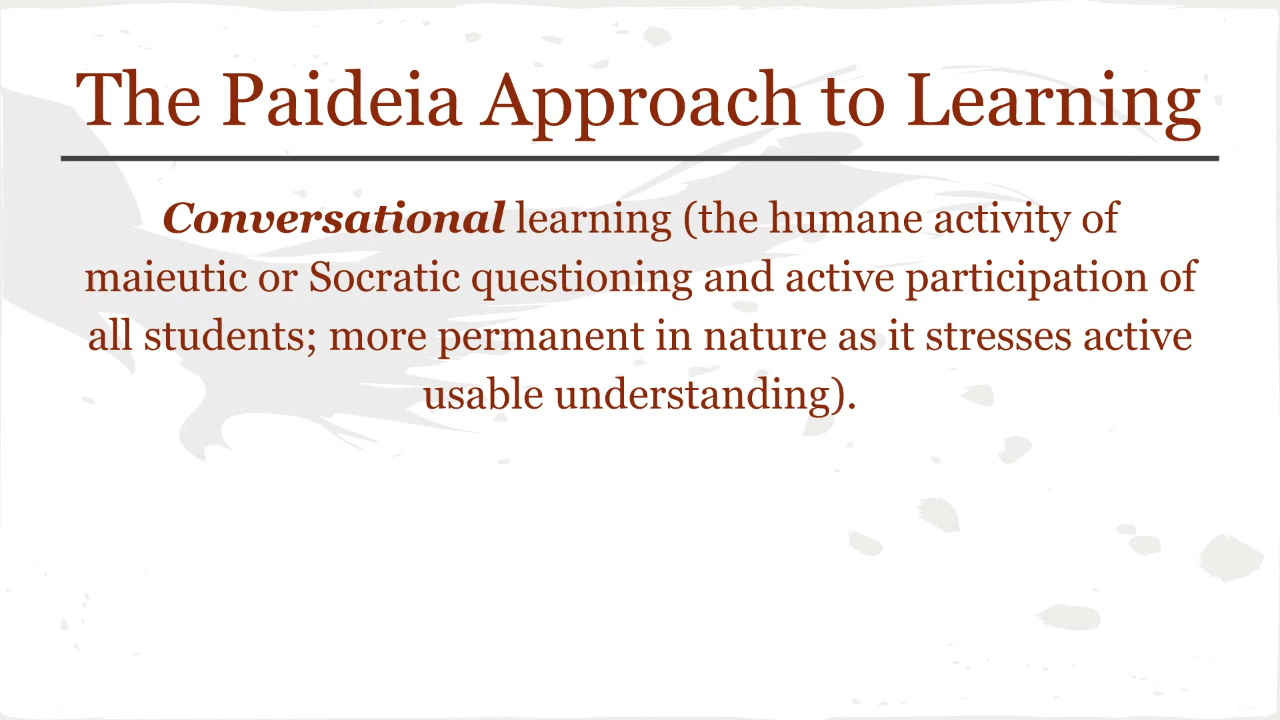 The Paideia Approach to Learning
Conversational learning (the humane activity of
maieutic or Socratic questioning and active participation of
all students; more permanent in nature as it stresses active
usable understanding).